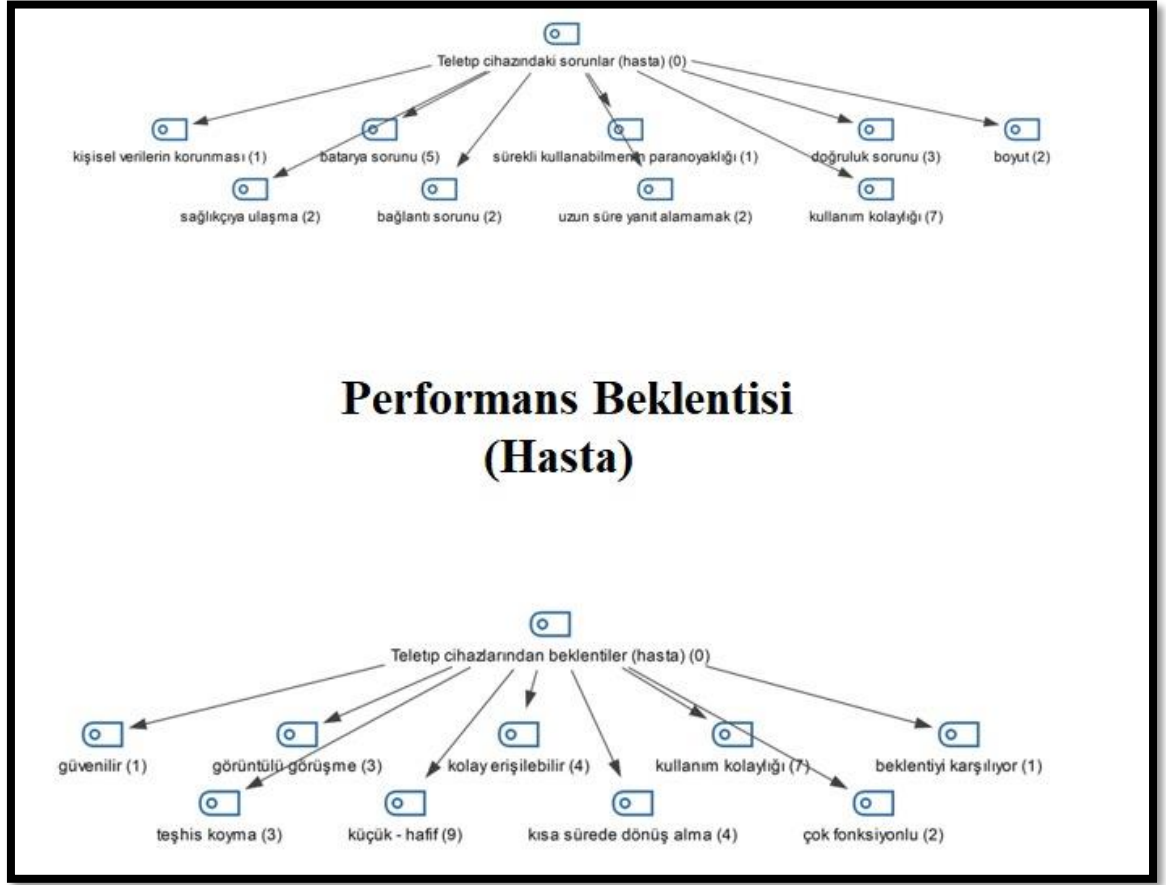 Teletıp cihazındaki sorunlar (hasta) (0)
kişisel verilerin korunması (1)
batarya sorunu (5)
sürekli kullanabilmenin paranoyaklığı (1)
doğruluk sorunu (3)
boyut (2)
sağlıkçıya ulaşma (2)
bağlantı sorunu (2)
uzun süre yanıt alamamak (2)
kullanım kolaylığı (7)
Performans Beklentisi
(Hasta)
Teletıp cihazlarından beklentiler (hasta) (0)
güvenilir (1)
görüntülü görüşme (3)
kolay erişilebilir (4)
kullanım kolaylığı (7)
beklentiyi karşılıyor (1)
teşhis koyma (3)
küçük - hafif (9)
kısa sürede dönüş alma (4)
çok fonksiyonlu (2)